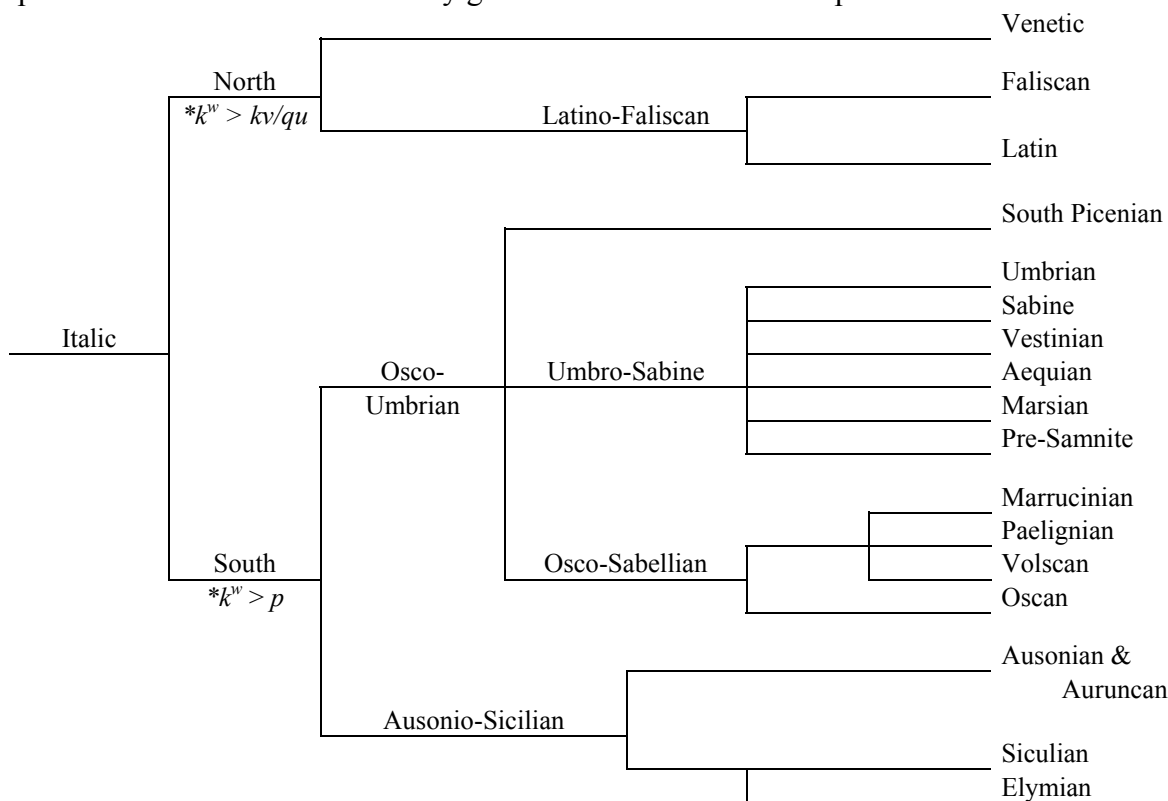 Venetic
North
*kʷ > kv/qu
Faliscan
Latino-Faliscan
Latin
South Picenian
Umbrian
Sabine
Italic
Vestinian
Osco-
Umbrian
Umbro-Sabine
Aequian
Marsian
Pre-Samnite
Marrucinian
Paelignian
South
*kʷ > p
Osco-Sabellian
Volscan
Oscan
Ausonian &
Auruncan
Ausonio-Sicilian
Siculian
Elymian